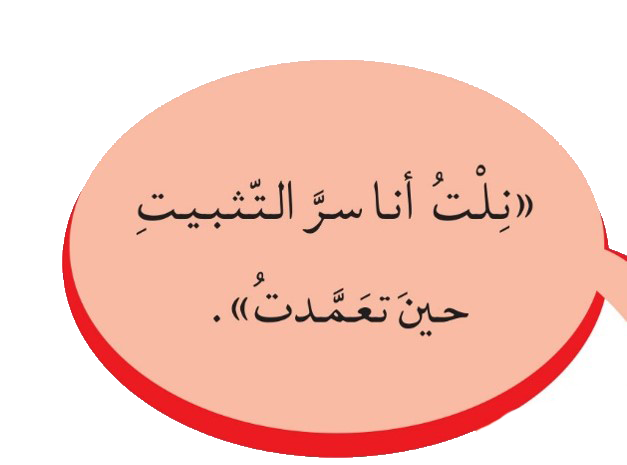 «نِلْتُ أنا سرَّ التّثبيتِ
حينَ تعَمَّدتُ».